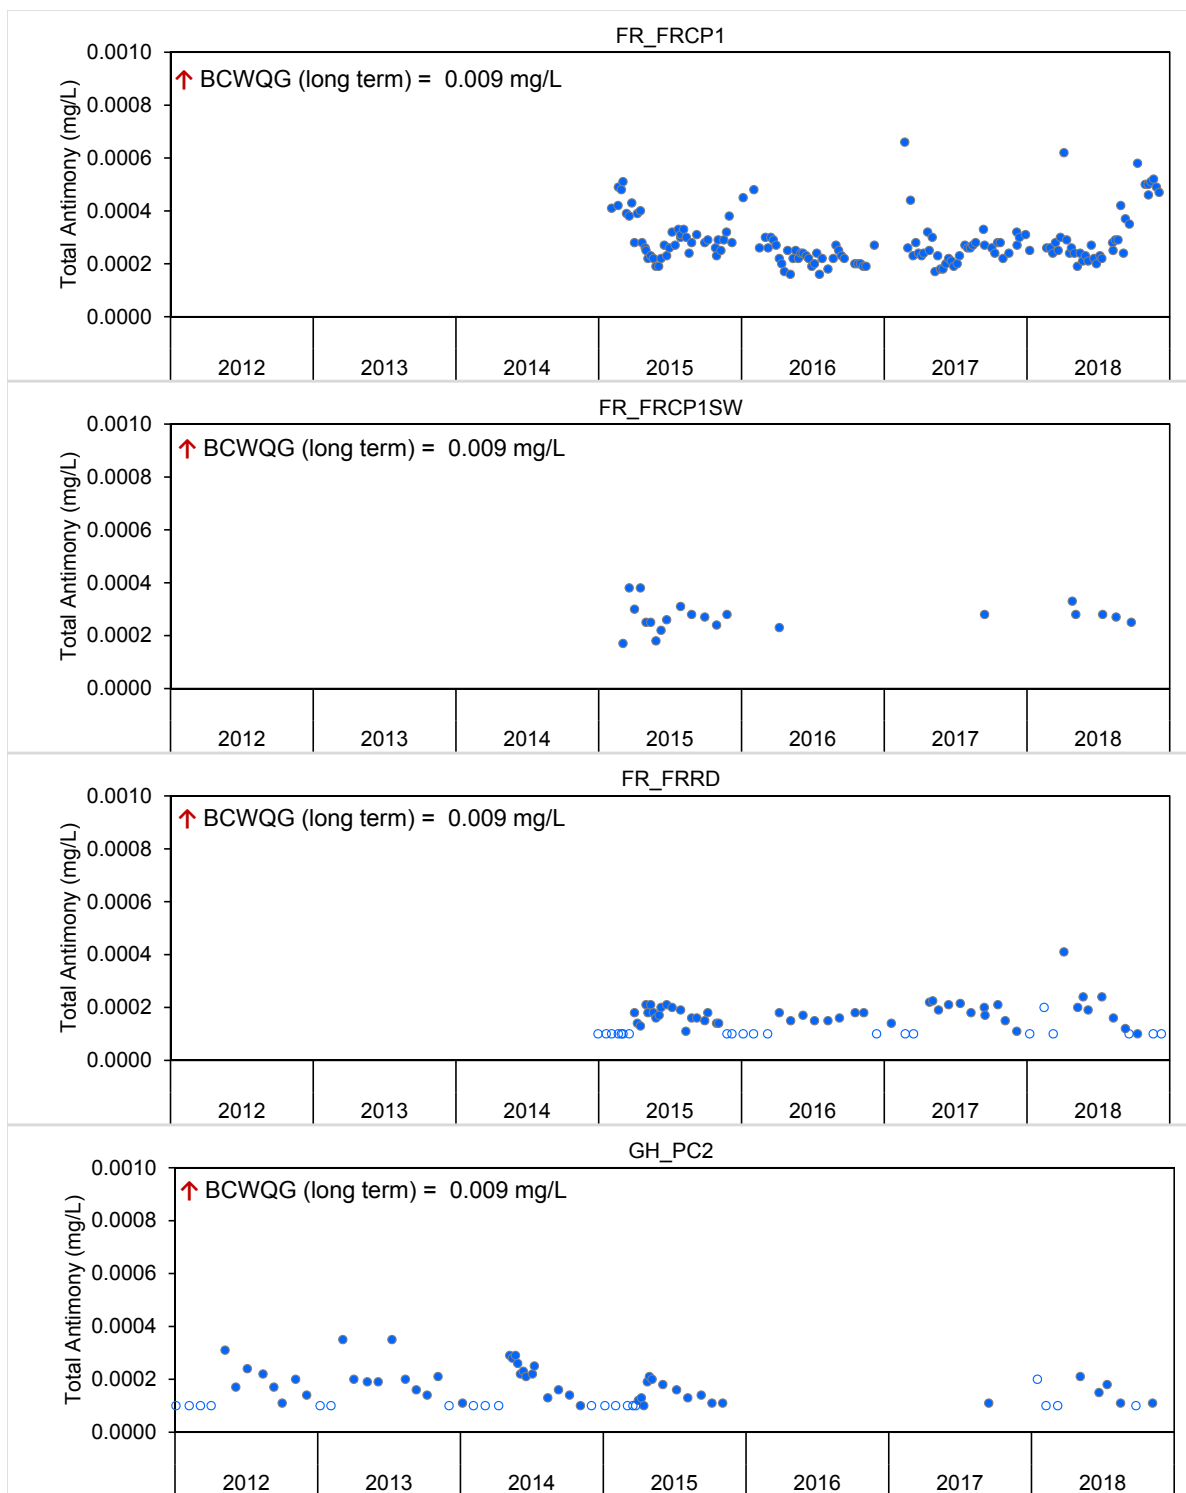 FR_FRCP1
↑ BCWQG (long term) = 0.009 mg/L
Total Antimony (mg/L)
0.0010
0.0008
0.0006
0.0004
0.0002
0.0000
2012 2013 2014 2015 2016 2017 2018
FR_FRCP1SW
↑ BCWQG (long term) = 0.009 mg/L
Total Antimony (mg/L)
0.0010
0.0008
0.0006
0.0004
0.0002
0.0000
2012 2013 2014 2015 2016 2017 2018
FR_FRRD
↑ BCWQG (long term) = 0.009 mg/L
Total Antimony (mg/L)
0.0010
0.0008
0.0006
0.0004
0.0002
0.0000
2012 2013 2014 2015 2016 2017 2018
GH_PC2
↑ BCWQG (long term) = 0.009 mg/L
Total Antimony (mg/L)
0.0010
0.0008
0.0006
0.0004
0.0002
0.0000
2012 2013 2014 2015 2016 2017 2018